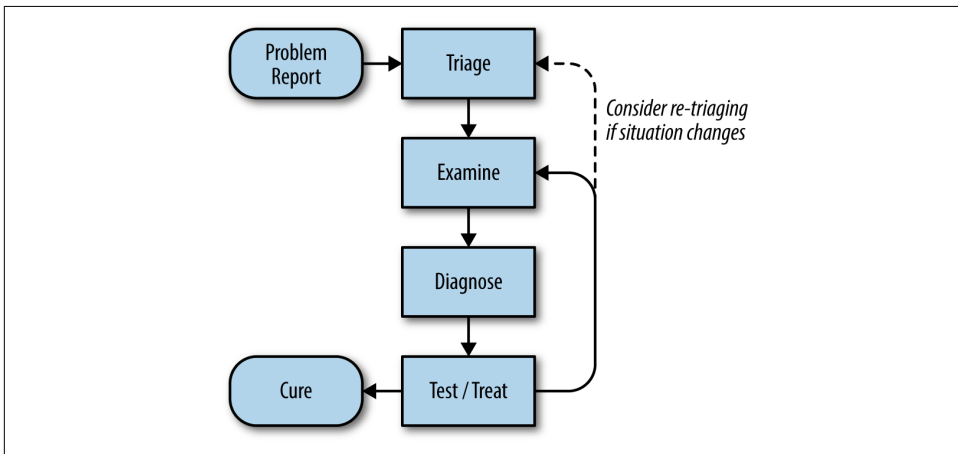 Problem
Report
Triage
Consider re-triaging
if situation changes
Examine
Diagnose
Cure
Test / Treat